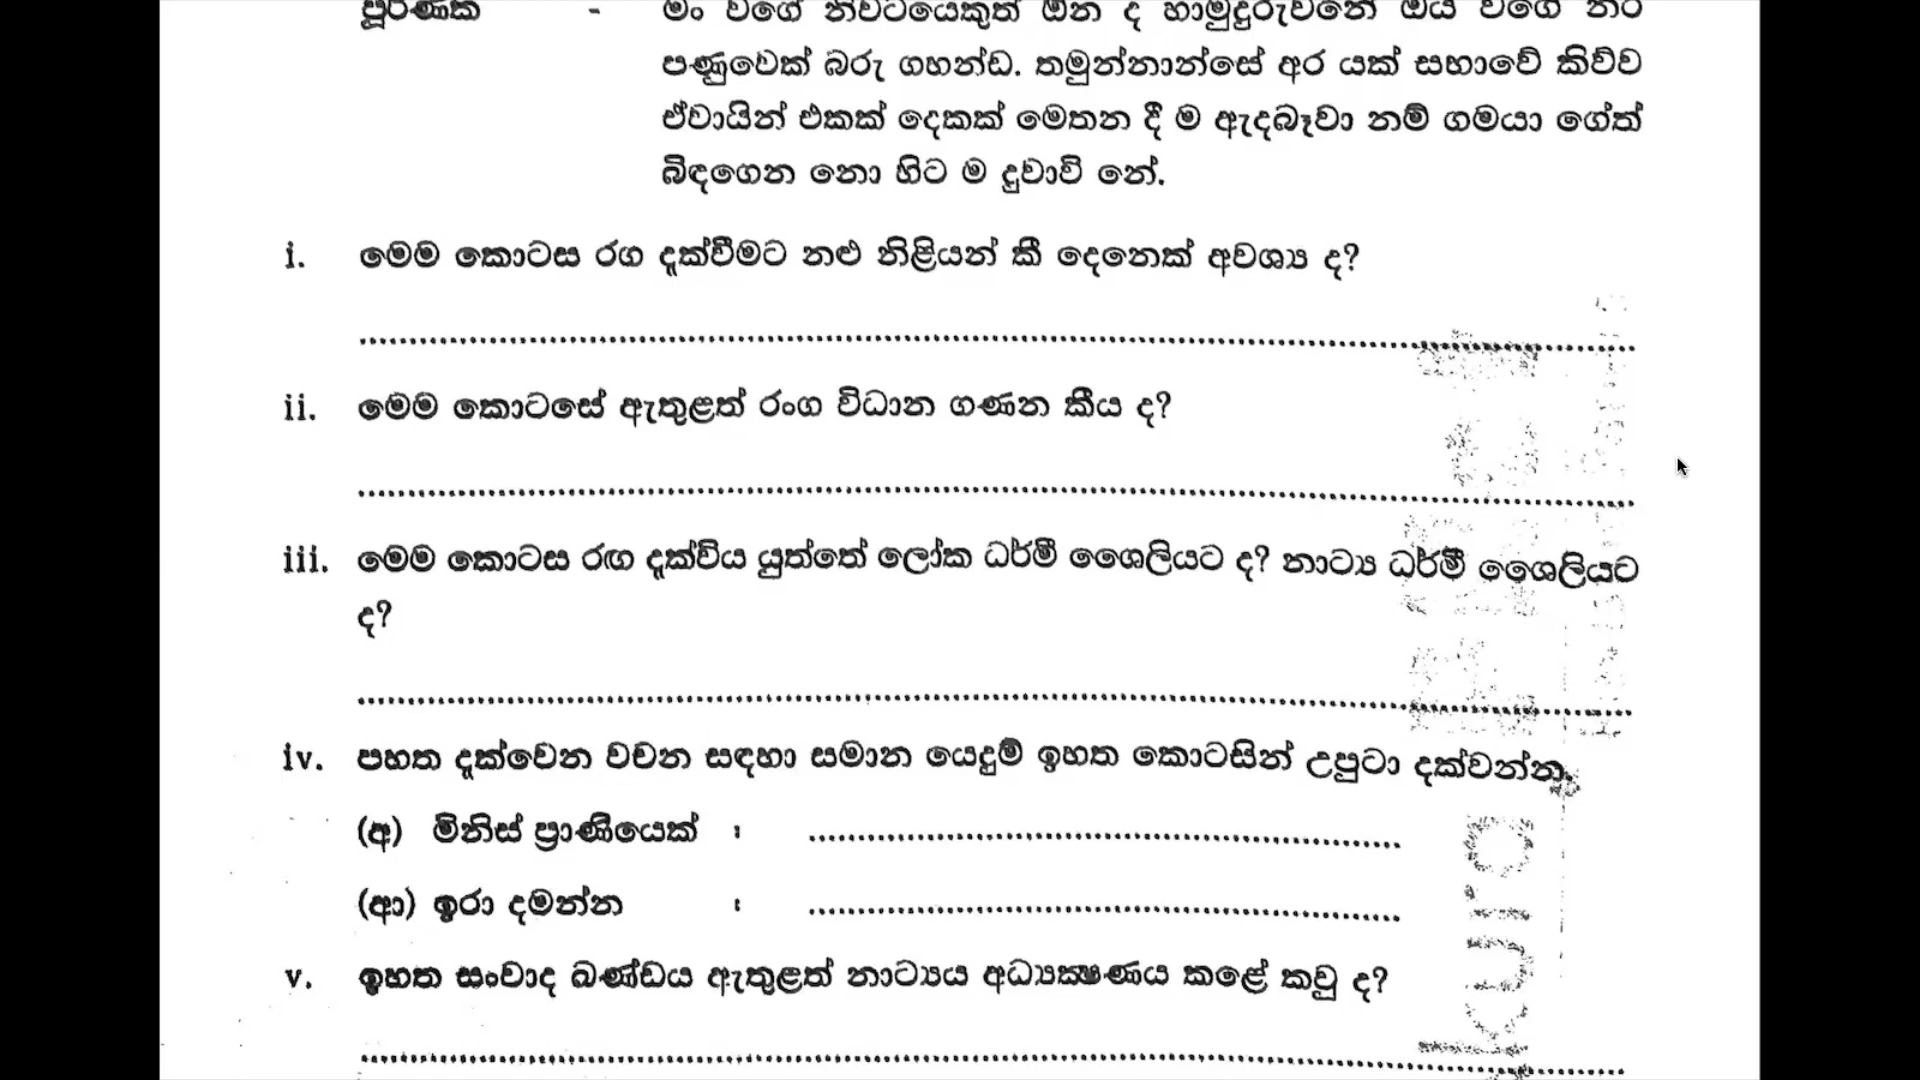 පූර්ණක - මං වගේ නිවටයෙකුත් ඕන ද හාමුදුරුවනේ ඔය වගේ නර
පණුවෙක් බරු ගහන්ඩ. තමුන්නාන්සේ අර යක් සභාවේ කිව්ව
ඒවායින් එකක් දෙකක් මෙතන දී ම ඇදබෑවා නම් ගමයා ගේත්
බිඳගෙන නො හිට ම දුවාවි නේ.
i. මෙම කොටස රග දැක්වීමට නළු නිළියන් කී දෙනෙක් අවශ්‍ය ද?
ii. මෙම කොටසේ ඇතුළත් රංග විධාන ගණන කීය ද?
iii. මෙම කොටස රඟ දැක්විය යුත්තේ ලෝක ධර්මී ශෛලියට ද? නාට්‍ය ධර්මී ශෛලියට
ද?
iv. පහත දැක්වෙන වචන සඳහා සමාන යෙදුම් ඉහත කොටසින් උපුටා දක්වන්න.
(අ) මිනිස් ප්‍රාණියෙක් :
(ආ) ඉරා දමන්න :
v. ඉහත සංවාද ඛණ්ඩය ඇතුළත් නාට්‍යය අධ්‍යක්ෂණය කළේ කවු ද?